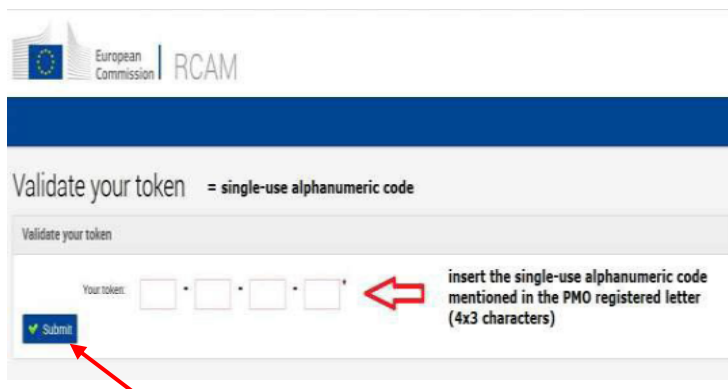 European
Commission
RCAM
Validate your token = single-use alphanumeric code
Validate your token
Your token: - - - *
insert the single-use alphanumeric code
mentioned in the PMO registered letter
(4x3 characters)
Submit